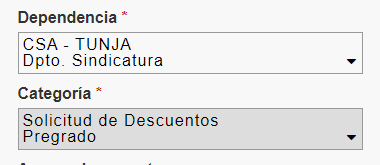 Dependencia *
CSA - TUNJA
Dpto. Sindicatura
Categoría *
Solicitud de Descuentos
Pregrado